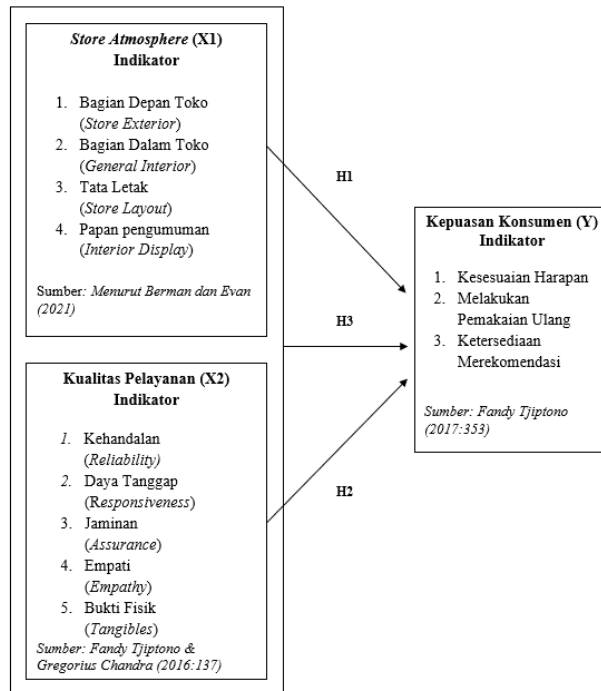 Store Atmosphere (X1)
Indikator
1. Bagian Depan Toko
(Store Exterior)
2. Bagian Dalam Toko
(General Interior)
3. Tata Letak
(Store Layout)
4. Papan pengumuman
(Interior Display)
Sumber: Menurut Berman dan Evan
(2021)
Kualitas Pelayanan (X2)
Indikator
1. Kehandalan
(Reliability)
2. Daya Tanggap
(Responsiveness)
3. Jaminan
(Assurance)
4. Empati
(Empathy)
5. Bukti Fisik
(Tangibles)
Sumber: Fandy Tjiptono &
Gregorius Chandra (2016:137)
H1
H3
H2
Kepuasan Konsumen (Y)
Indikator
1. Kesesuaian Harapan
2. Melakukan
Pemakaian Ulang
3. Ketersediaan
Merekomendasi
Sumber: Fandy Tjiptono
(2017:353)